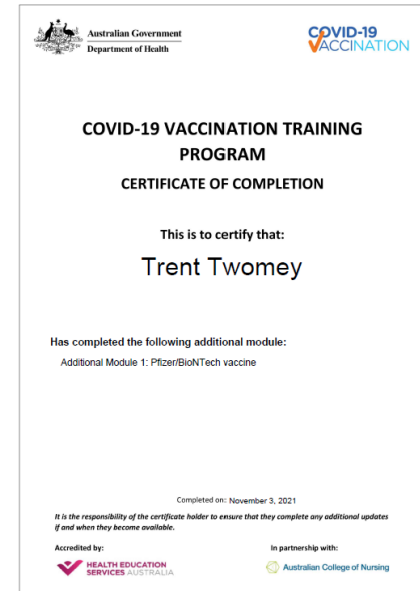 Australian Government
Department of Health
COVID-19
VACCINATION
COVID-19 VACCINATION TRAINING
PROGRAM
CERTIFICATE OF COMPLETION
This is to certify that:
Trent Twomey
Has completed the following additional module:
Additional Module 1: Pfizer/BioNTech vaccine
Completed on: November 3, 2021
It is the responsibility of the certificate holder to ensure that they complete any additional updates
if and when they become available.
Accredited by:
In partnership with:
HEALTH EDUCATION
SERVICES AUSTRALIA
Australian College of Nursing